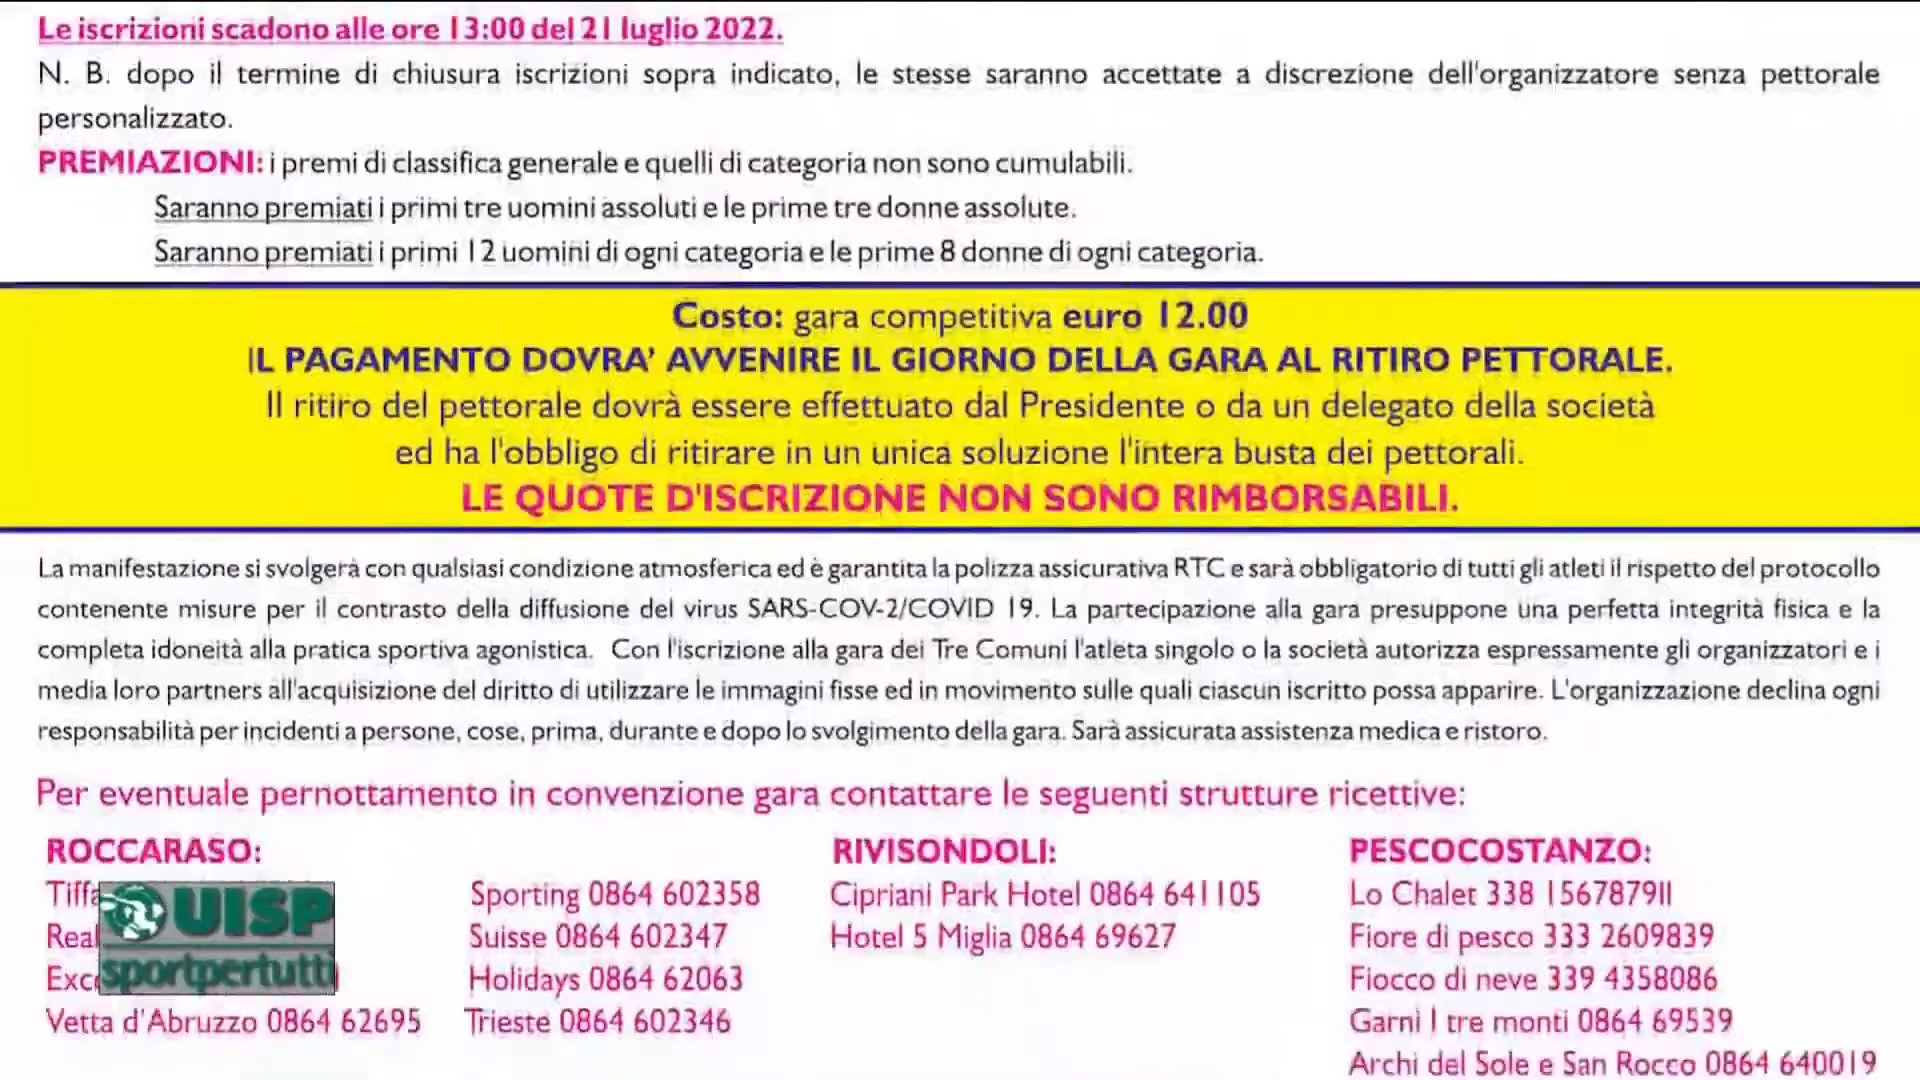 Le iscrizioni scadono alle ore 13:00 del 21 luglio 2022.
N. B. dopo il termine di chiusura iscrizioni sopra indicato, le stesse saranno accettate a discrezione dell'organizzatore senza pettorale
personalizzato.
PREMIAZIONI: i premi di classifica generale e quelli di categoria non sono cumulabili.
Saranno premiati i primi tre uomini assoluti e le prime tre donne assolute.
Saranno premiati i primi 12 uomini di ogni categoria e le prime 8 donne di ogni categoria.
Costo: gara competitiva euro 12.00
IL PAGAMENTO DOVRA' AVVENIRE IL GIORNO DELLA GARA AL RITIRO PETTORALE.
Il ritiro del pettorale dovrà essere effettuato dal Presidente o da un delegato della società
ed ha l'obbligo di ritirare in un unica soluzione l'intera busta dei pettorali.
LE QUOTE D'ISCRIZIONE NON SONO RIMBORSABILI.
La manifestazione si svolgerà con qualsiasi condizione atmosferica ed è garantita la polizza assicurativa RTC e sarà obbligatorio di tutti gli atleti il rispetto del protocollo
contenente misure per il contrasto della diffusione del virus SARS-COV-2/COVID 19. La partecipazione alla gara presuppone una perfetta integrità fisica e la
completa idoneità alla pratica sportiva agonistica. Con l'iscrizione alla gara dei Tre Comuni l'atleta singolo o la società autorizza espressamente gli organizzatori e i
media loro partners all'acquisizione del diritto di utilizzare le immagini fisse ed in movimento sulle quali ciascun iscritto possa apparire. L'organizzazione declina ogni
responsabilità per incidenti a persone, cose, prima, durante e dopo lo svolgimento della gara. Sarà assicurata assistenza medica e ristoro.
Per eventuale pernottamento in convenzione gara contattare le seguenti strutture ricettive:
ROCCARASO:
Vetta d'Abruzzo 0864 62695
Sporting 0864 602358
Suisse 0864 602347
Holidays 0864 62063
Trieste 0864 602346
RIVISONDOLI:
Cipriani Park Hotel 0864 641105
Hotel 5 Miglia 0864 69627
PESCOCOSTANZO:
Lo Chalet 338 156787911
Fiore di pesco 333 2609839
Fiocco di neve 339 4358086
Garni I tre monti 0864 69539
Archi del Sole e San Rocco 0864 640019
UISP
sportpertutti